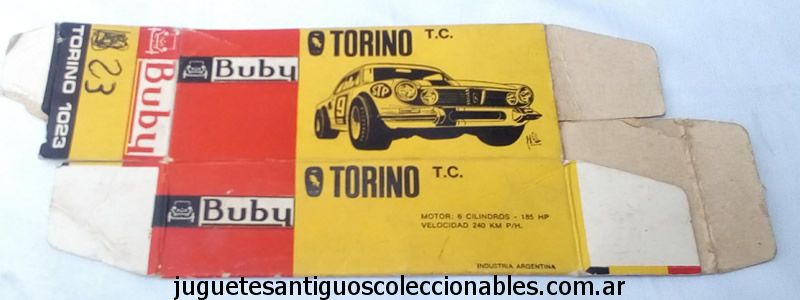 TORINO 1023
23
Buby
Buby
TORINO T.C.
STP
9
Buby
TORINO T.C.
MOTOR: 6 CILINDROS - 185 HP
VELOCIDAD 240 KM P/H.
INDUSTRIA ARGENTINA
juguetesantiguoscoleccionables.com.ar